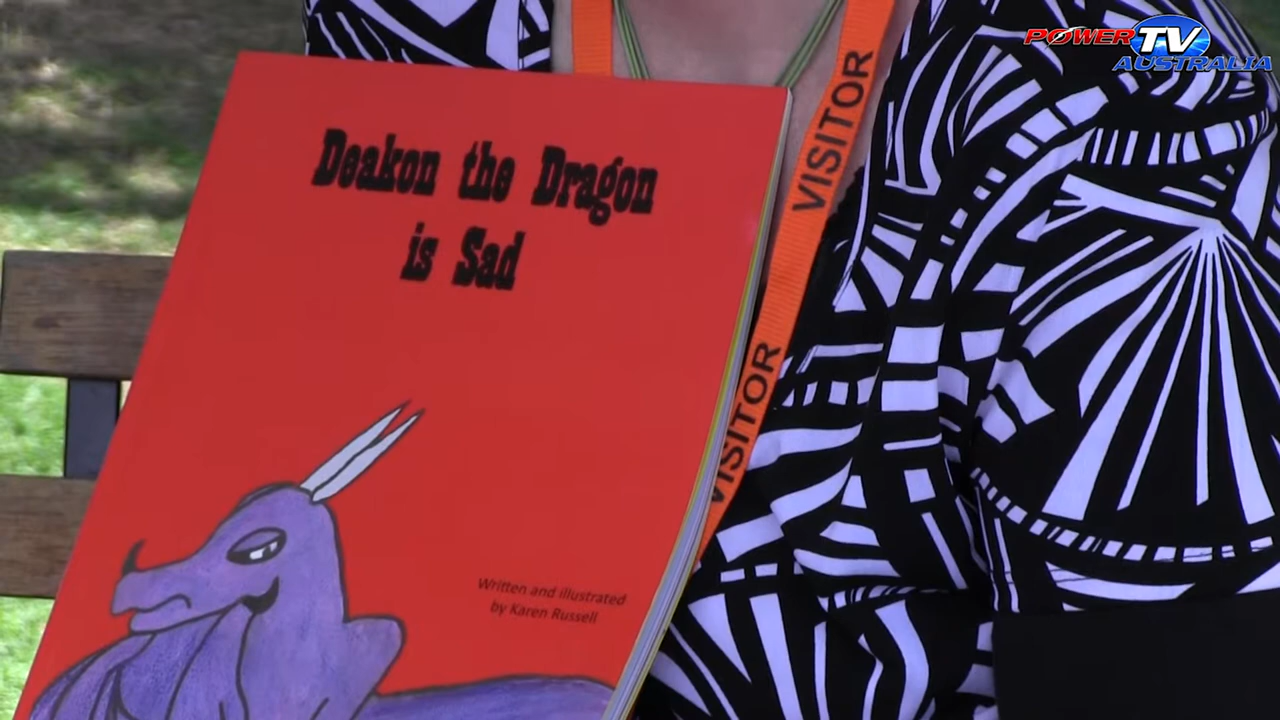 POWER TV
AUSTRALIA
Deakon the Dragon
is Sad
Written and illustrated
by Karen Russell
VISITOR
VISITOR